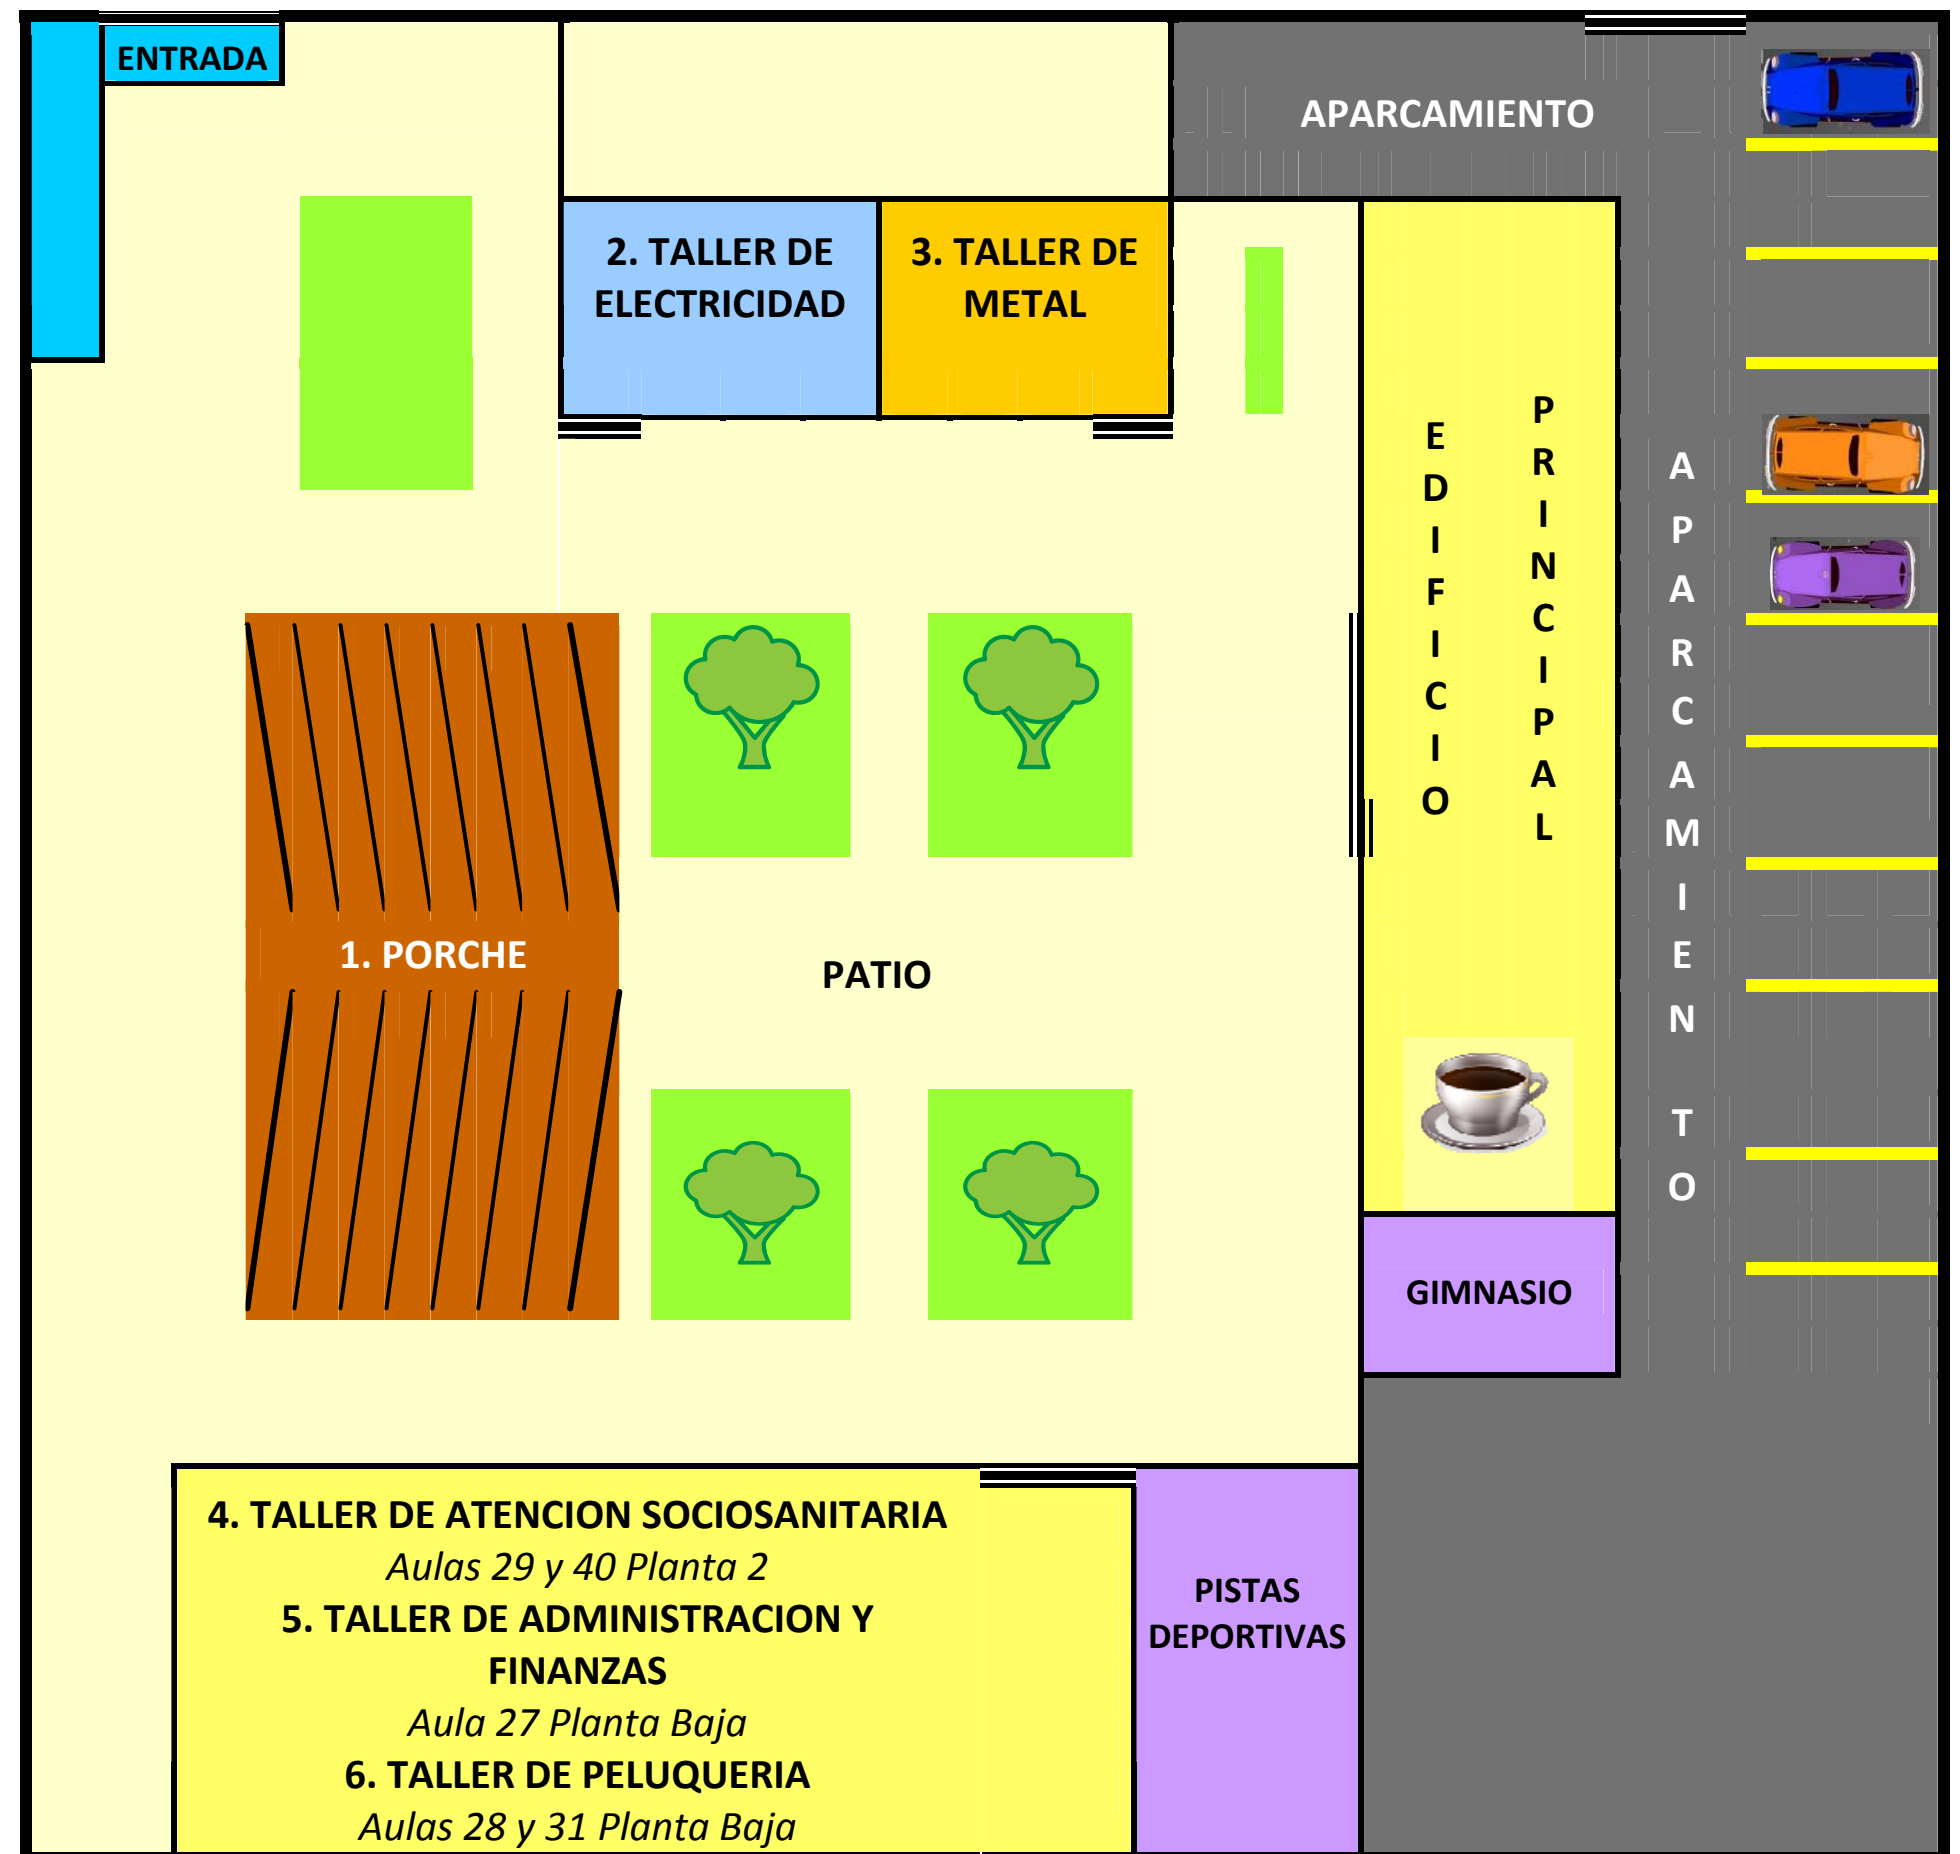 ENTRADA
APARCAMIENTO
2. TALLER DE
ELECTRICIDAD
3. TALLER DE
METAL
EDIFICIO
PRINCIPAL
APARCAMIENTO
1. PORCHE
PATIO
GIMNASIO
4. TALLER DE ATENCION SOCIOSANITARIA
Aulas 29 y 40 Planta 2
5. TALLER DE ADMINISTRACION Y
FINANZAS
Aula 27 Planta Baja
6. TALLER DE PELUQUERIA
Aulas 28 y 31 Planta Baja
PISTAS
DEPORTIVAS